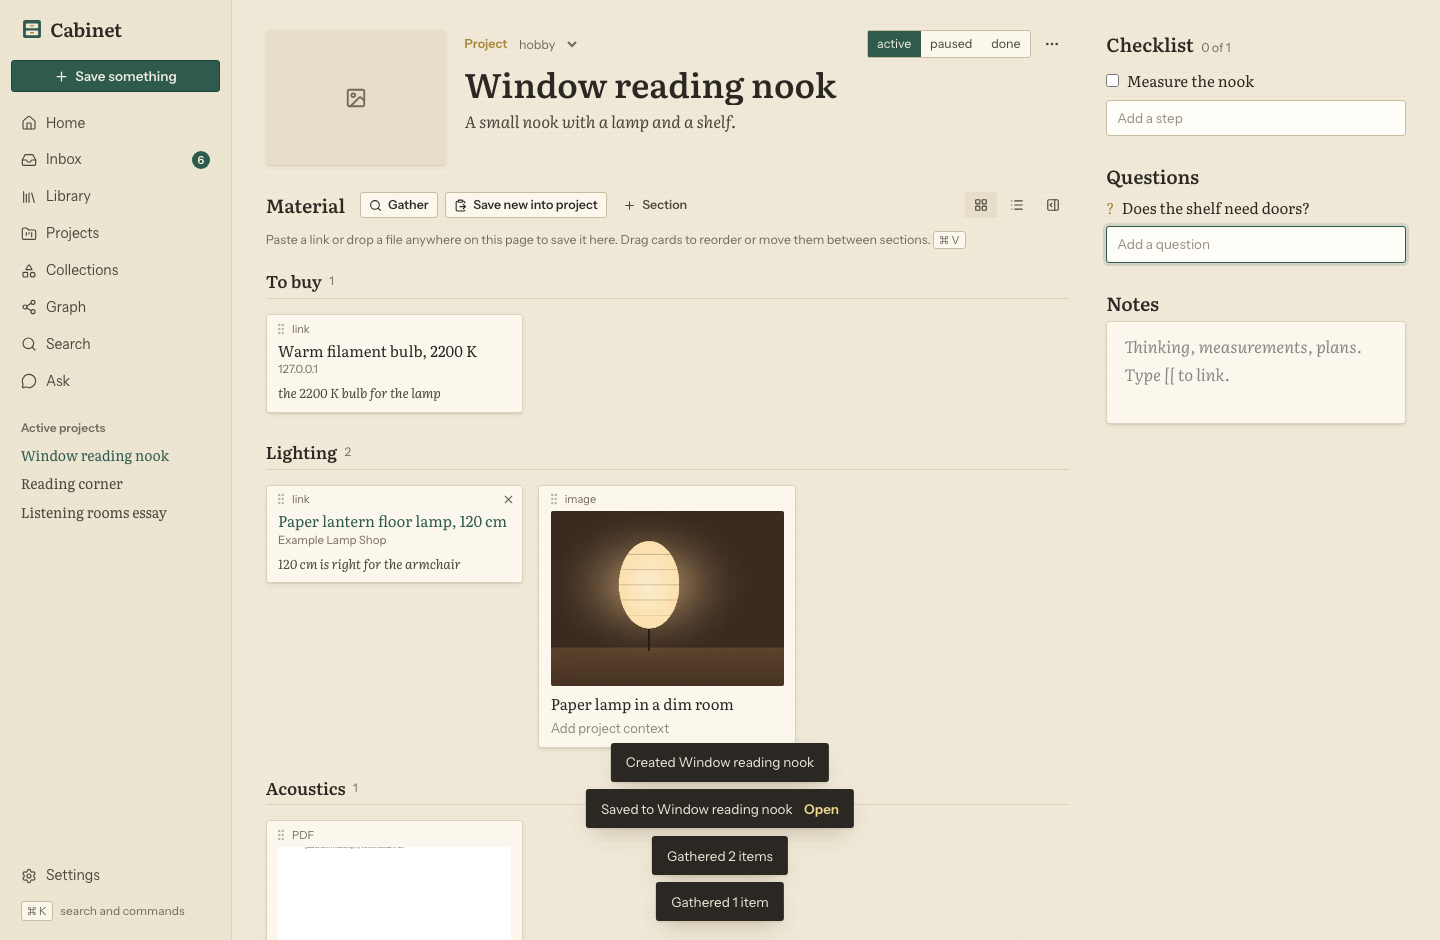 Cabinet
Save something
Home
Inbox 6
Library
Projects
Collections
Graph
Search
Ask
Active projects
Window reading nook
Reading corner
Listening rooms essay
Settings
⌘ K search and commands
Project hobby
active paused done
Window reading nook
A small nook with a lamp and a shelf.
Material Gather Save new into project + Section
Paste a link or drop a file anywhere on this page to save it here. Drag cards to reorder or move them between sections. ⌘ V
To buy 1
link
Warm filament bulb, 2200 K
127.0.0.1
the 2200 K bulb for the lamp
Lighting 2
link
Paper lantern floor lamp, 120 cm
Example Lamp Shop
120 cm is right for the armchair
image
Paper lamp in a dim room
Add project context
Acoustics 1
PDF
Created Window reading nook
Saved to Window reading nook Open
Gathered 2 items
Gathered 1 item
Checklist 0 of 1
Measure the nook
Add a step
Questions
? Does the shelf need doors?
Add a question
Notes
Thinking, measurements, plans.
Type [[ to link.